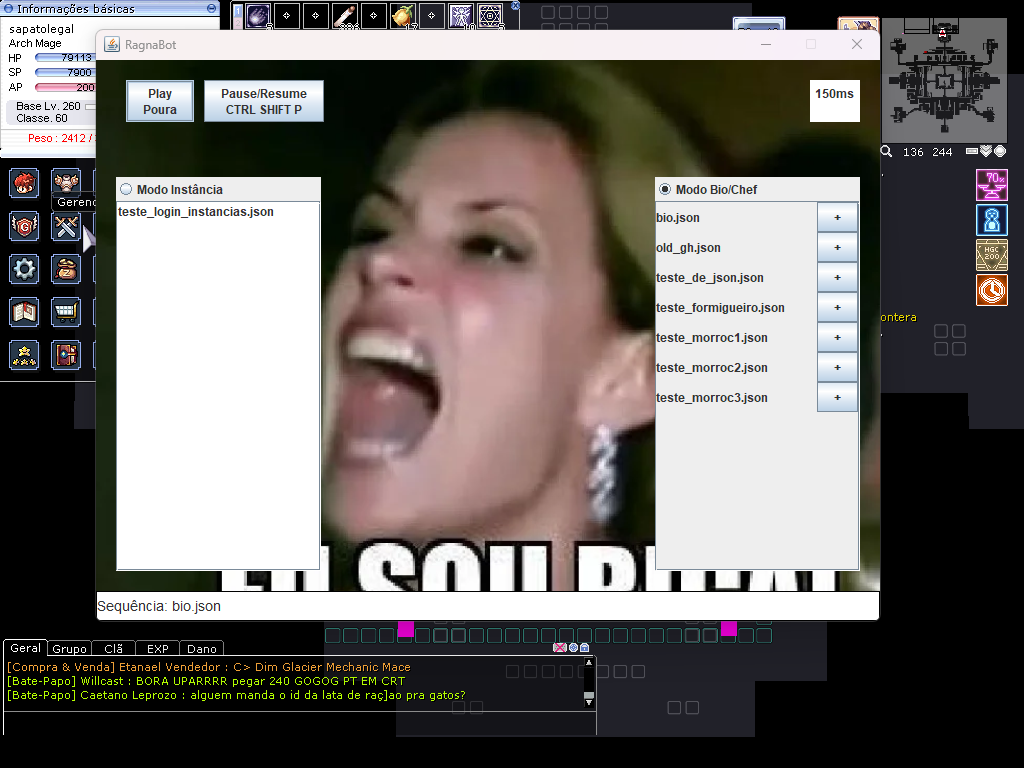 Informações básicas
sapatolegal
Arch Mage
HP 79113
SP 7900
AP 200
Base Lv. 260
Classe. 60
Peso : 2412 /
Gerenc
RagnaBot
Play
Poura
Pause/Resume
CTRL SHIFT P
150ms
Modo Instância
teste_login_instancias.json
Modo Bio/Chef
bio.json +
old_gh.json +
teste_de_json.json +
teste_formigueiro.json +
teste_morroc1.json +
teste_morroc2.json +
teste_morroc3.json +
Sequência: bio.json
136 244
70%
HGC
200
ontera
Geral Grupo Clã EXP Dano
[Compra & Venda] Etanael Vendedor : C> Dim Glacier Mechanic Mace
[Bate-Papo] Willcast : BORA UPARRRR pegar 240 GOGOG PT EM CRT
[Bate-Papo] Caetano Leprozo : alguem manda o id da lata de raç]ao pra gatos?